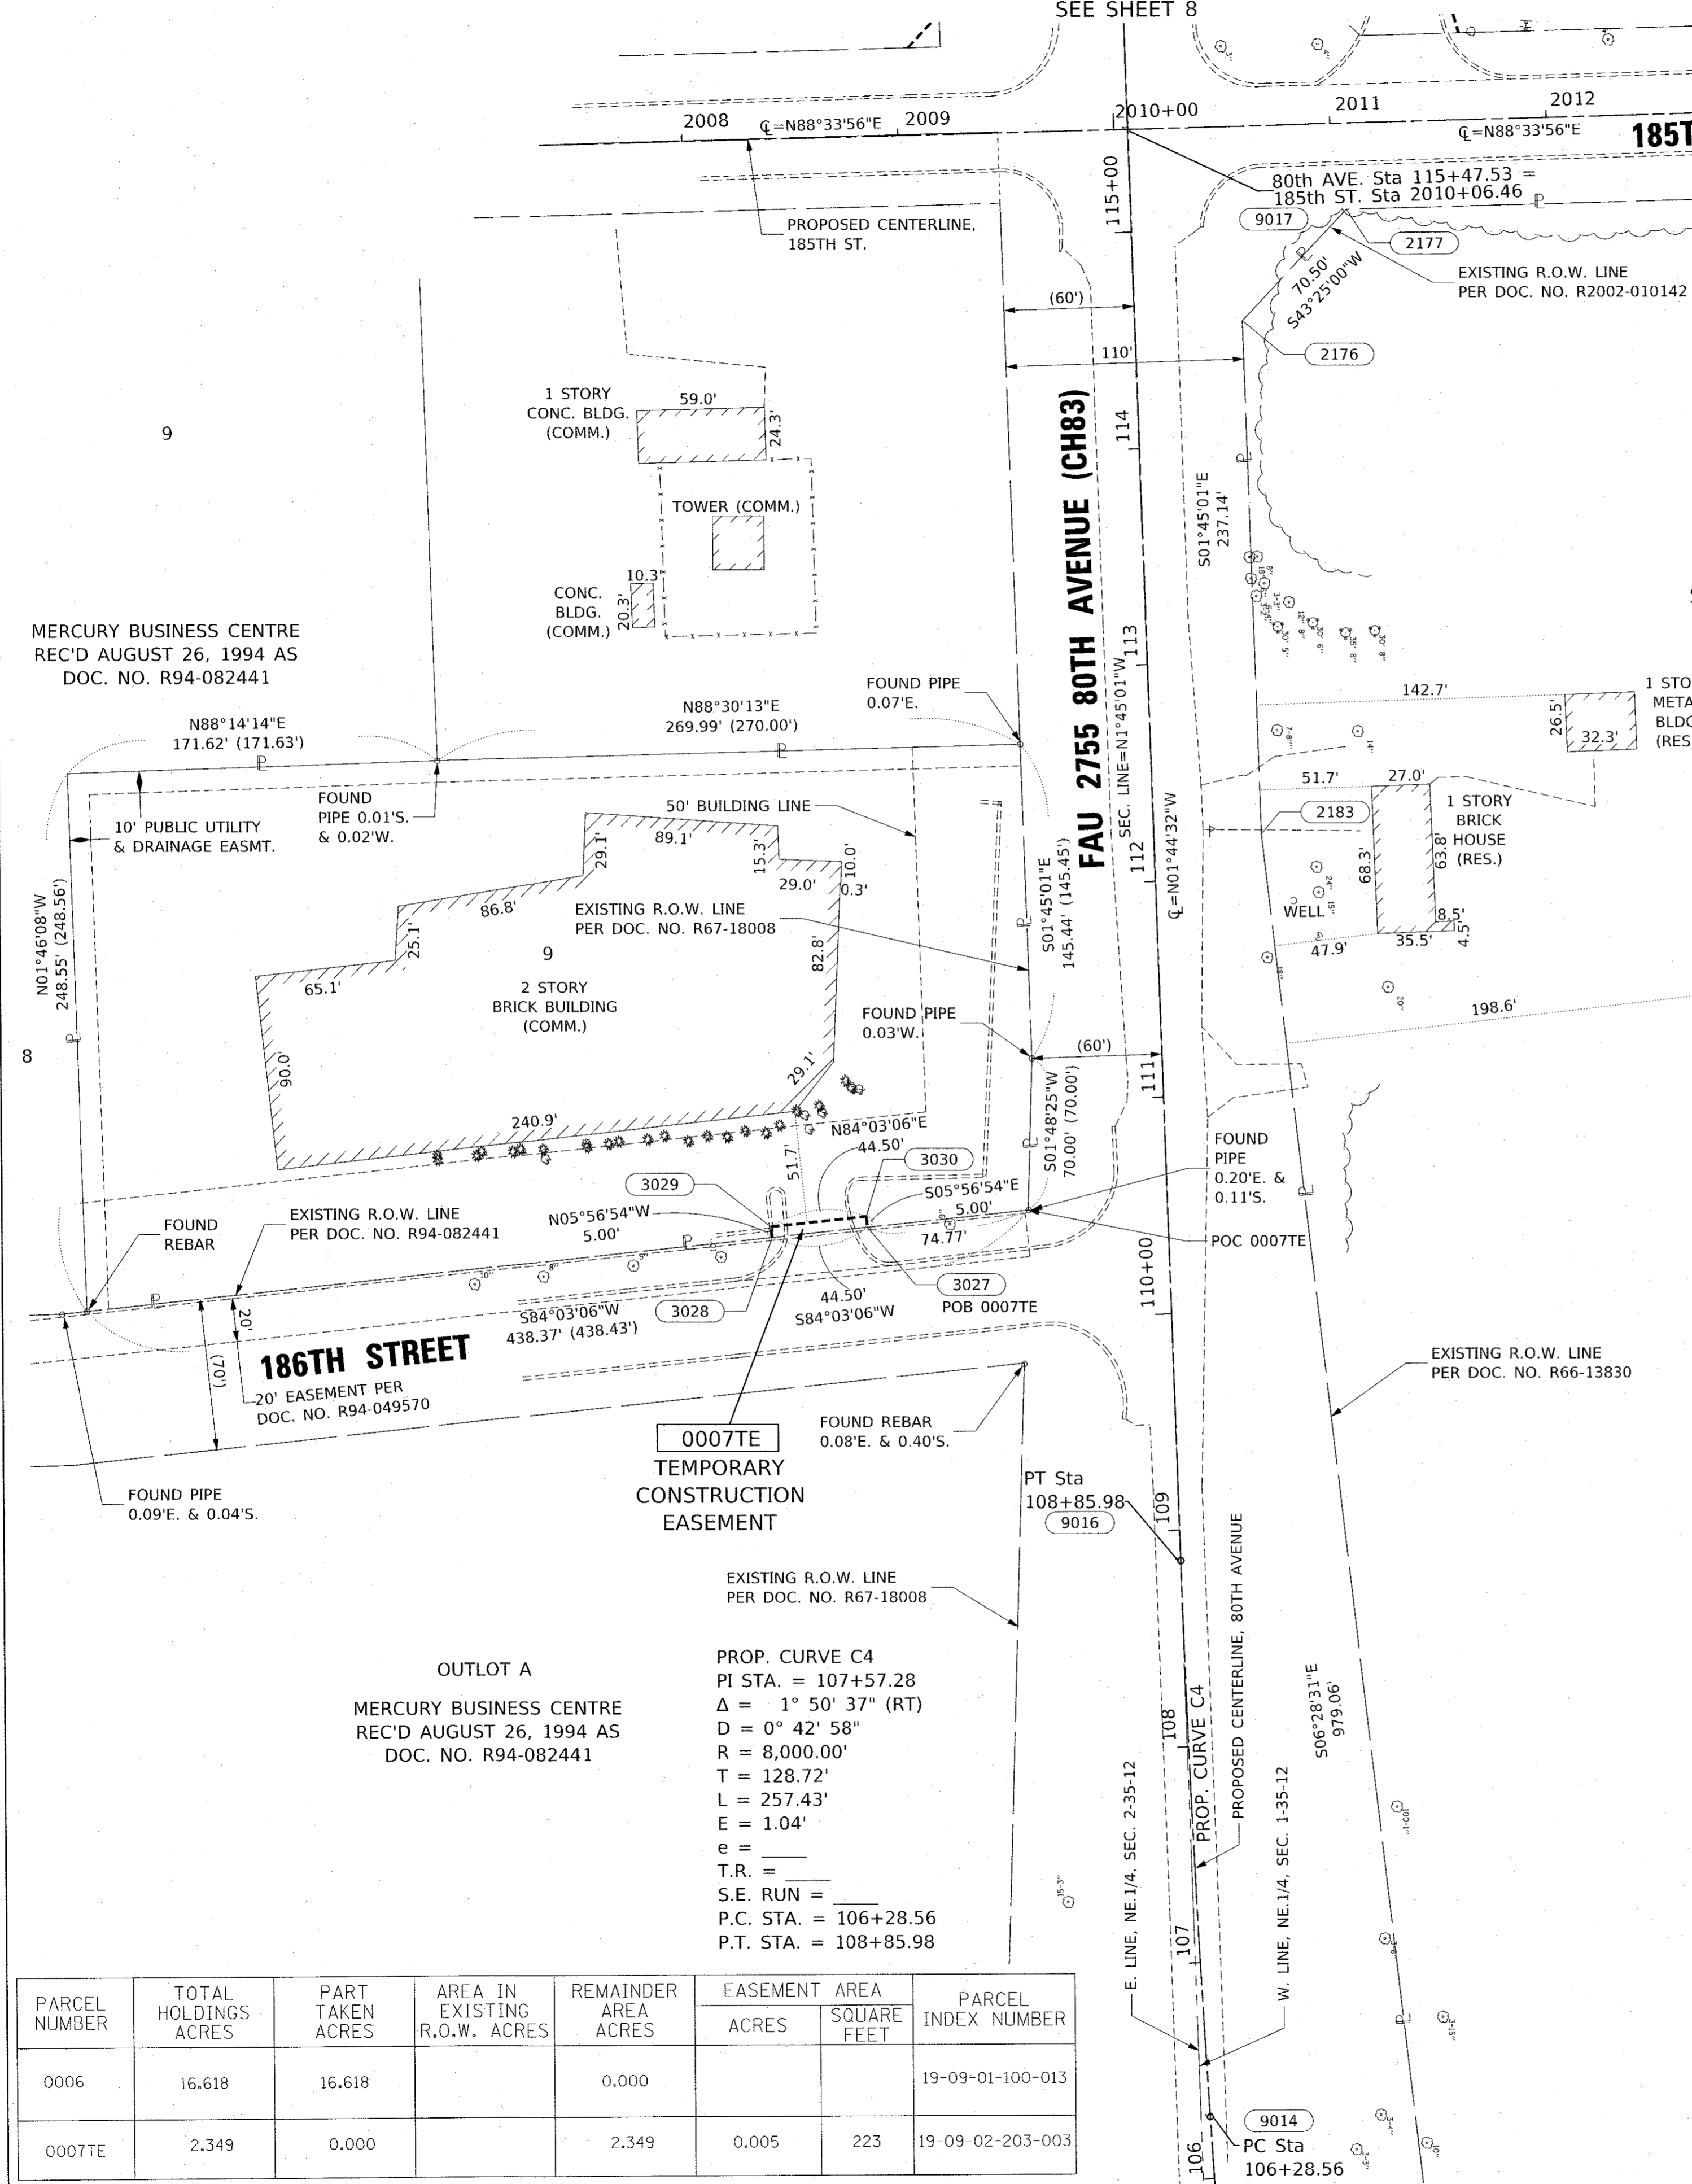 SEE SHEET 8
2008
℄=N88°33'56"E
2009
2010+00
2011
2012
℄=N88°33'56"E
185T
80th AVE. Sta 115+47.53 =
185th ST. Sta 2010+06.46
9017
2177
115+00
PROPOSED CENTERLINE,
185TH ST.
70.50'
S43°25'00"W
EXISTING R.O.W. LINE
PER DOC. NO. R2002-010142
(60')
110'
2176
1 STORY
CONC. BLDG.
(COMM.)
59.0'
24.3'
9
114
FAU 2755 80TH AVENUE (CH83)
TOWER (COMM.)
S01°45'01"E
237.14'
CONC.
BLDG.
(COMM.)
10.3'
20.3'
113
SEC. LINE=N1°45'01"W
MERCURY BUSINESS CENTRE
REC'D AUGUST 26, 1994 AS
DOC. NO. R94-082441
FOUND PIPE
0.07'E.
142.7'
26.5'
32.3'
1 STO
META
BLDG
(RES
N88°14'14"E
171.62' (171.63')
N88°30'13"E
269.99' (270.00')
51.7'
27.0'
2183
1 STORY
BRICK
HOUSE
(RES.)
68.3'
63.8'
8.5'
4.5'
35.5'
47.9'
WELL
198.6'
10' PUBLIC UTILITY
& DRAINAGE EASMT.
FOUND
PIPE 0.01'S.
& 0.02'W.
50' BUILDING LINE
89.1'
29.1'
15.3'
29.0'
10.0'
0.3'
86.8'
25.1'
65.1'
82.8'
EXISTING R.O.W. LINE
PER DOC. NO. R67-18008
S01°45'01"E
145.44' (145.45')
112
℄=N01°44'32"W
N01°46'08"W
248.55' (248.56')
9
2 STORY
BRICK BUILDING
(COMM.)
FOUND PIPE
0.03'W.
8
90.0'
29.1'
240.9'
(60')
111
S01°48'25"W
70.00' (70.00')
51.7'
N84°03'06"E
44.50'
3029
3030
N05°56'54"W
5.00'
S05°56'54"E
5.00'
74.77'
FOUND
PIPE
0.20'E. &
0.11'S.
POC 0007TE
FOUND
REBAR
EXISTING R.O.W. LINE
PER DOC. NO. R94-082441
20'
(70')
S84°03'06"W
438.37' (438.43')
3028
44.50'
S84°03'06"W
3027
POB 0007TE
110+00
186TH STREET
20' EASEMENT PER
DOC. NO. R94-049570
EXISTING R.O.W. LINE
PER DOC. NO. R66-13830
0007TE
TEMPORARY
CONSTRUCTION
EASEMENT
FOUND REBAR
0.08'E. & 0.40'S.
FOUND PIPE
0.09'E. & 0.04'S.
PT Sta
108+85.98
9016
109
EXISTING R.O.W. LINE
PER DOC. NO. R67-18008
OUTLOT A
MERCURY BUSINESS CENTRE
REC'D AUGUST 26, 1994 AS
DOC. NO. R94-082441
PROP. CURVE C4
PI STA. = 107+57.28
Δ = 1° 50' 37" (RT)
D = 0° 42' 58"
R = 8,000.00'
T = 128.72'
L = 257.43'
E = 1.04'
e = ____
T.R. = ____
S.E. RUN = ____
P.C. STA. = 106+28.56
P.T. STA. = 108+85.98
108
PROP. CURVE C4
PROPOSED CENTERLINE, 80TH AVENUE
S06°28'31"E
979.06'
E. LINE, NE.1/4, SEC. 2-35-12
W. LINE, NE.1/4, SEC. 1-35-12
107
15-3"
9014
PC Sta
106+28.56
106
PARCEL NUMBER
TOTAL HOLDINGS ACRES
PART TAKEN ACRES
AREA IN EXISTING R.O.W. ACRES
REMAINDER AREA ACRES
EASEMENT AREA
ACRES
SQUARE FEET
PARCEL INDEX NUMBER
0006 16.618 16.618 0.000 19-09-01-100-013
0007TE 2.349 0.000 2.349 0.005 223 19-09-02-203-003